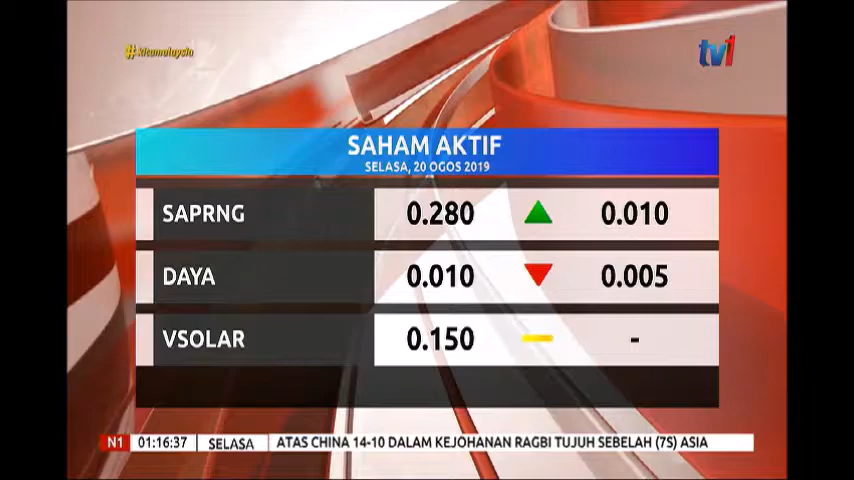 #kitamalaysia
tv1
SAHAM AKTIF
SELASA, 20 OGOS 2019
SAPRNG 0.280 0.010
DAYA 0.010 0.005
VSOLAR 0.150 -
N1 01:16:37 SELASA ATAS CHINA 14-10 DALAM KEJOHANAN RAGBI TUJUH SEBELAH (7S) ASIA